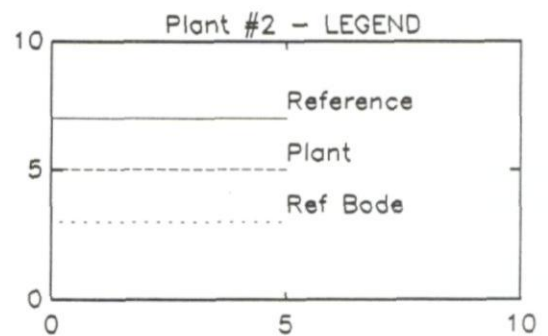 Plant #2 - LEGEND
10
Reference
Plant
5
Ref Bode
0
0 5 10